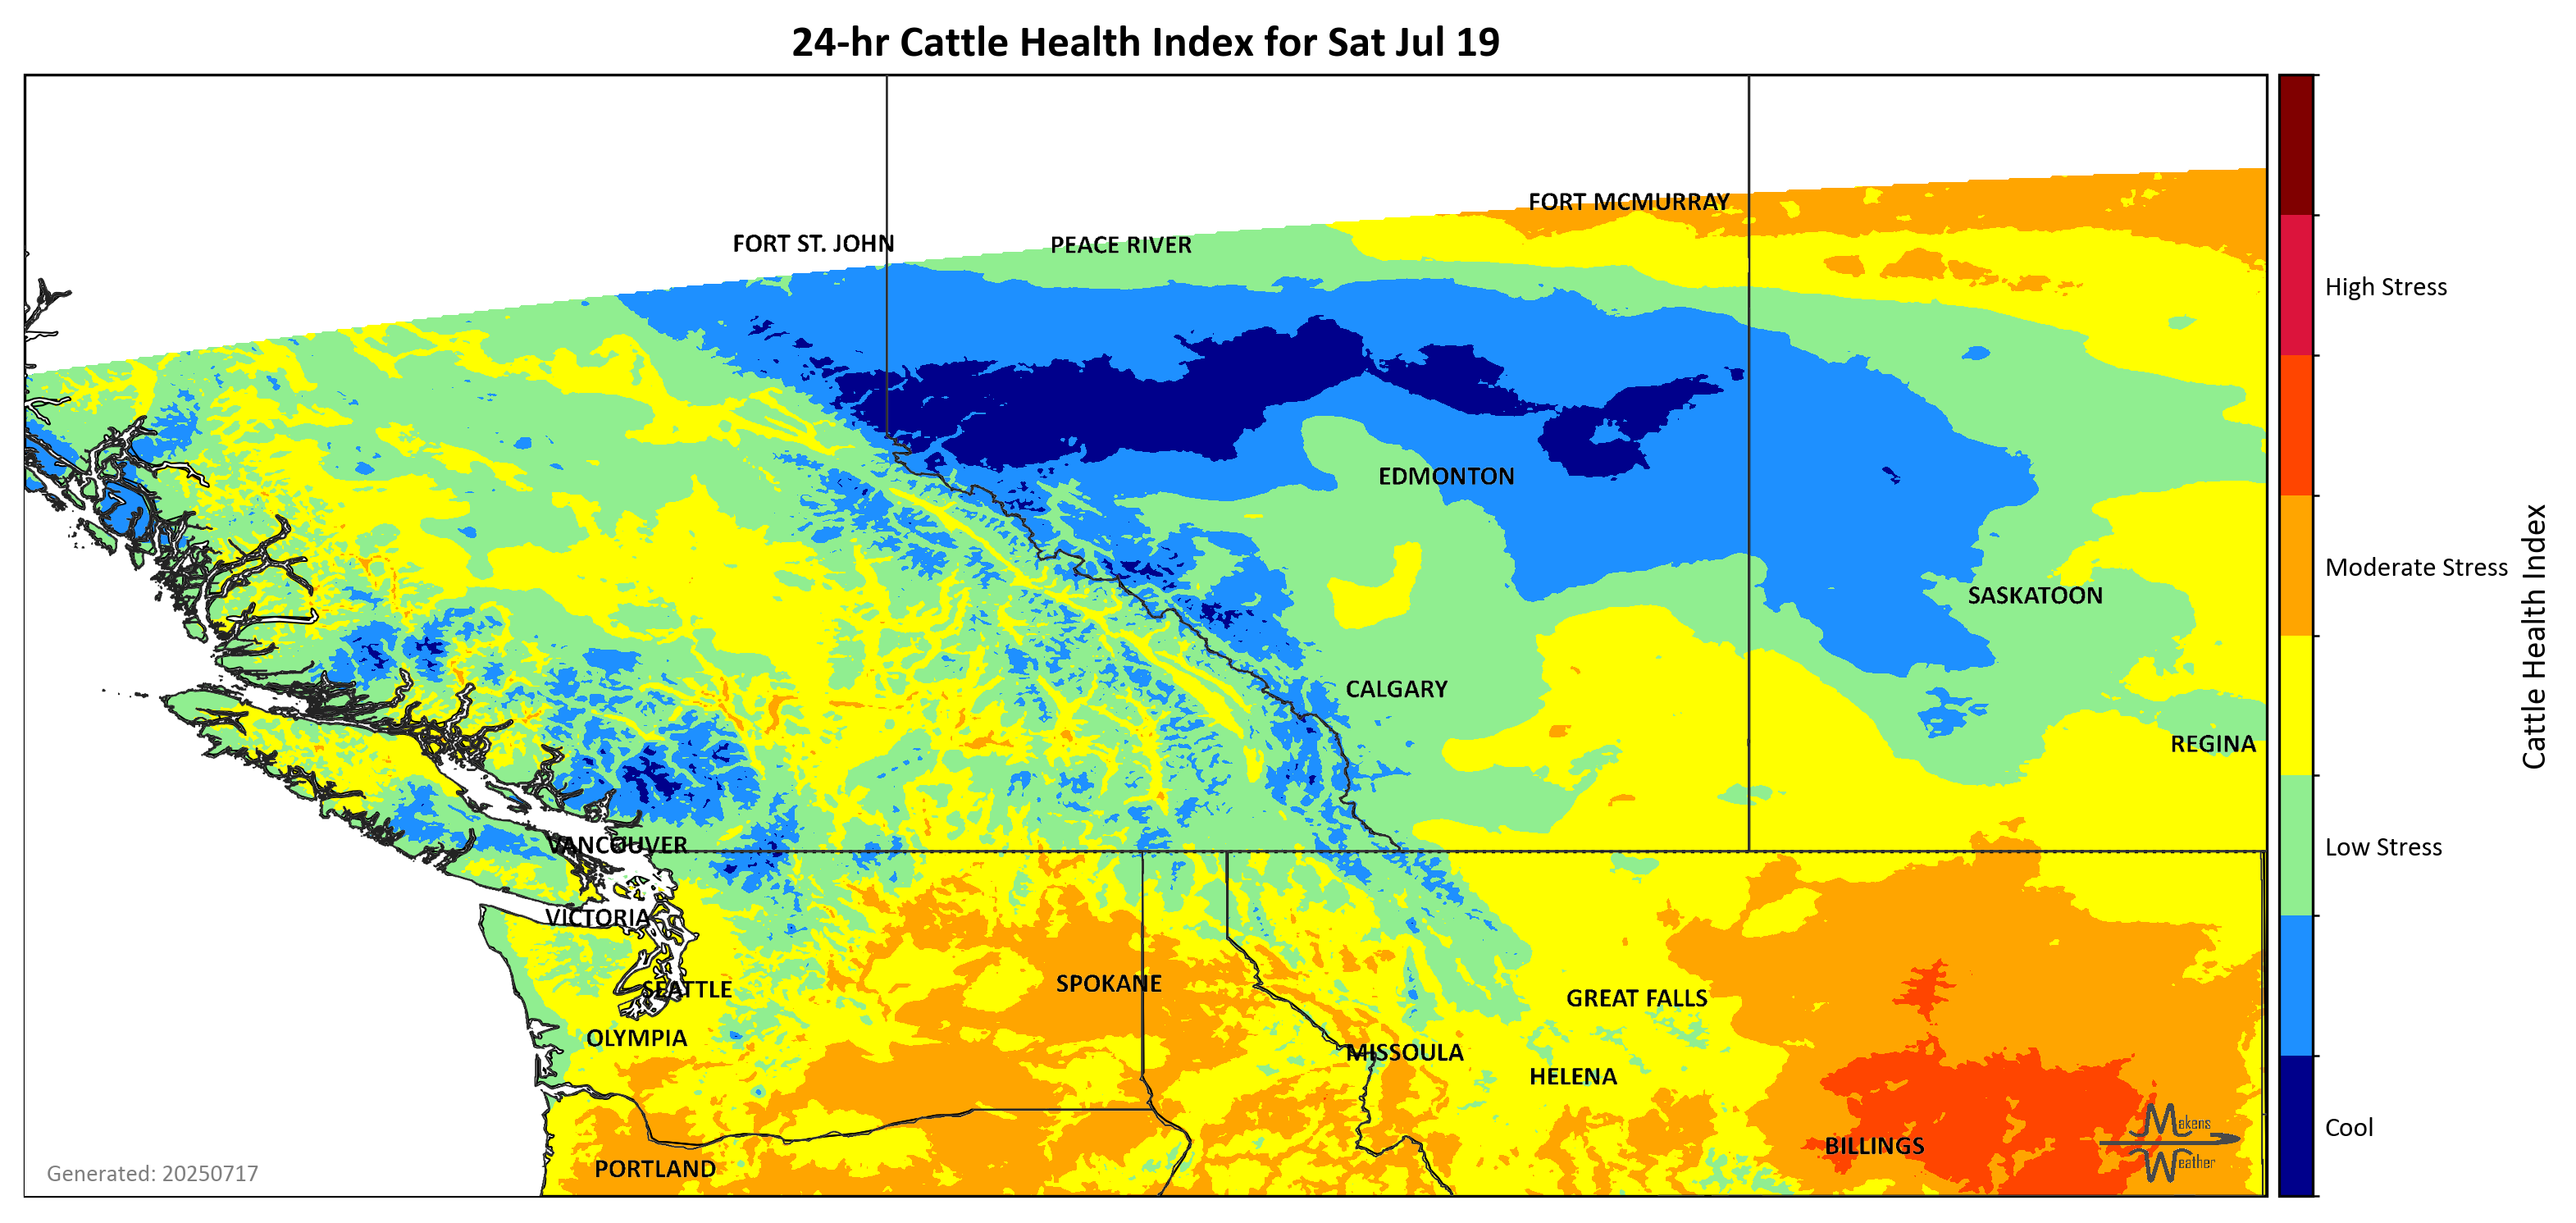 24-hr Cattle Health Index for Sat Jul 19
FORT MCMURRAY
FORT ST. JOHN
PEACE RIVER
High Stress
EDMONTON
Moderate Stress
SASKATOON
Cattle Health Index
CALGARY
REGINA
VANCOUVER
Low Stress
VICTORIA
SPOKANE
SEATTLE
GREAT FALLS
OLYMPIA
MISSOULA
HELENA
Makens
Cool
BILLINGS
Weather
PORTLAND
Generated: 20250717